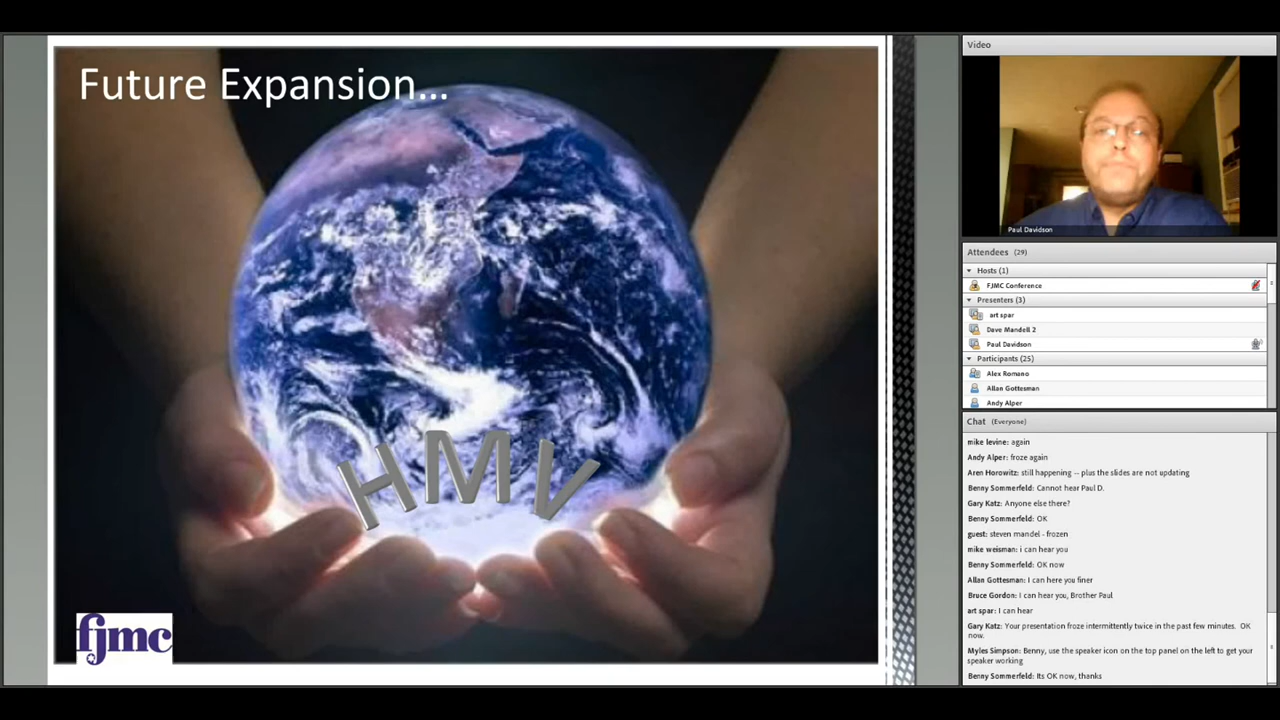 Future Expansion...
HMV
fjmc
Video
Paul Davidson
Attendees (29)
Hosts (1)
FJMC Conference
Presenters (3)
art spar
Dave Mandell 2
Paul Davidson
Participants (25)
Alex Romano
Allan Gottesman
Andy Alper
Chat (Everyone)
mike levine: again
Andy Alper: froze again
Aren Horowitz: still happening -- plus the slides are not updating
Benny Sommerfeld: Cannot hear Paul D.
Gary Katz: Anyone else there?
Benny Sommerfeld: OK
guest: steven mandel - frozen
mike weisman: i can hear you
Benny Sommerfeld: OK now
Allan Gottesman: I can here you finer
Bruce Gordon: I can hear you, Brother Paul
art spar: I can hear
Gary Katz: Your presentation froze intermittently twice in the past few minutes. OK
now.
Myles Simpson: Benny, use the speaker icon on the top panel on the left to get your
speaker working
Benny Sommerfeld: Its OK now, thanks